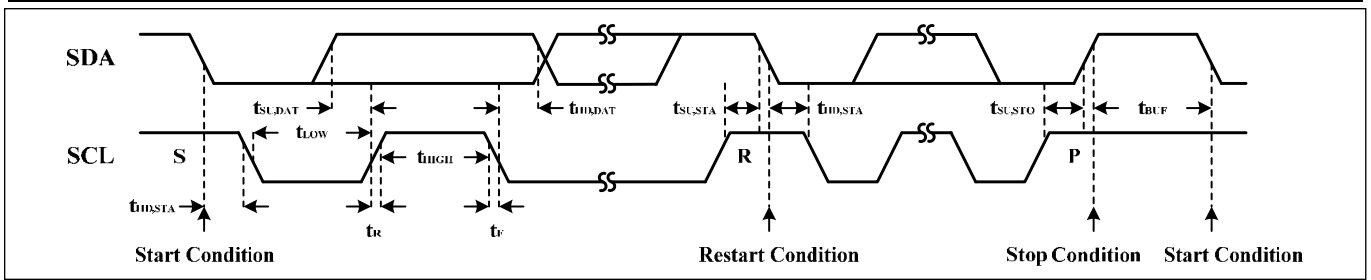 SDA
tSU,DAT
tHD,DAT
tSU,STA
tHD,STA
tSU,STO
tBUF
tLOW
SCL
S
tHIGH
R
P
tHD,STA
tR
tF
Start Condition
Restart Condition
Stop Condition
Start Condition